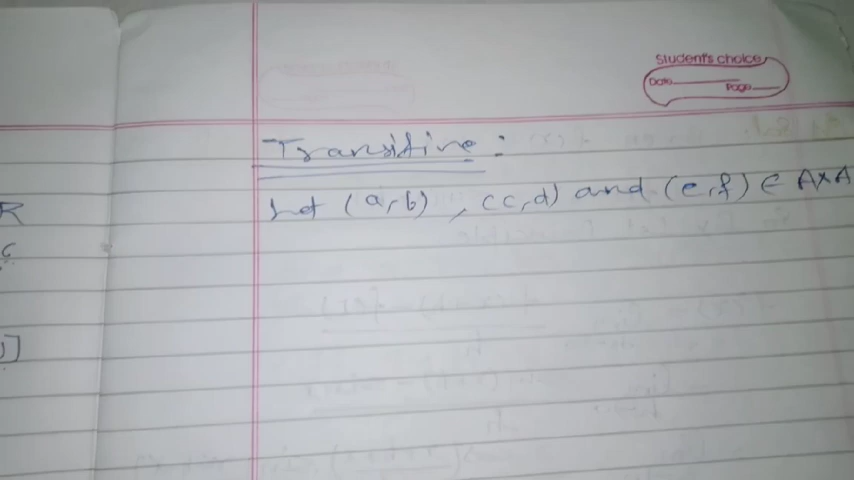 Student's choice
Date
Page
Transitive :
Let (a,b) , (c,d) and (e,f) ∈ A×A
R
c
)]